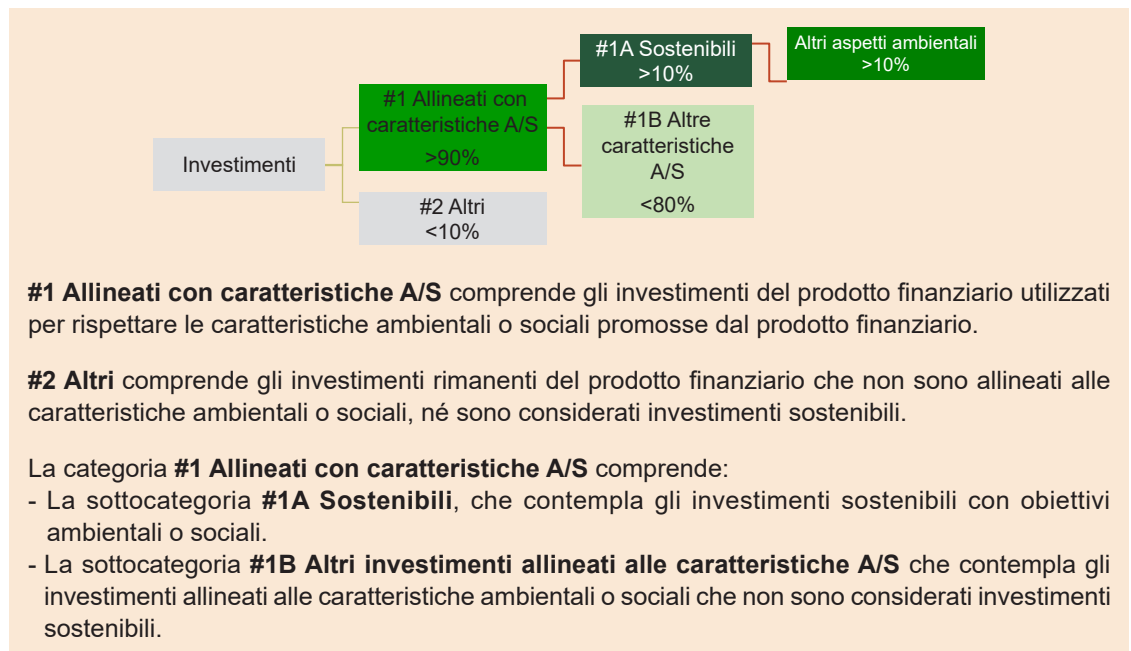 #1A Sostenibili
>10%
Altri aspetti ambientali
>10%
#1 Allineati con
caratteristiche A/S
>90%
#1B Altre
caratteristiche
A/S
<80%
Investimenti
#2 Altri
<10%
#1 Allineati con caratteristiche A/S comprende gli investimenti del prodotto finanziario utilizzati
per rispettare le caratteristiche ambientali o sociali promosse dal prodotto finanziario.
#2 Altri comprende gli investimenti rimanenti del prodotto finanziario che non sono allineati alle
caratteristiche ambientali o sociali, né sono considerati investimenti sostenibili.
La categoria #1 Allineati con caratteristiche A/S comprende:
- La sottocategoria #1A Sostenibili, che contempla gli investimenti sostenibili con obiettivi
ambientali o sociali.
- La sottocategoria #1B Altri investimenti allineati alle caratteristiche A/S che contempla gli
investimenti allineati alle caratteristiche ambientali o sociali che non sono considerati investimenti
sostenibili.